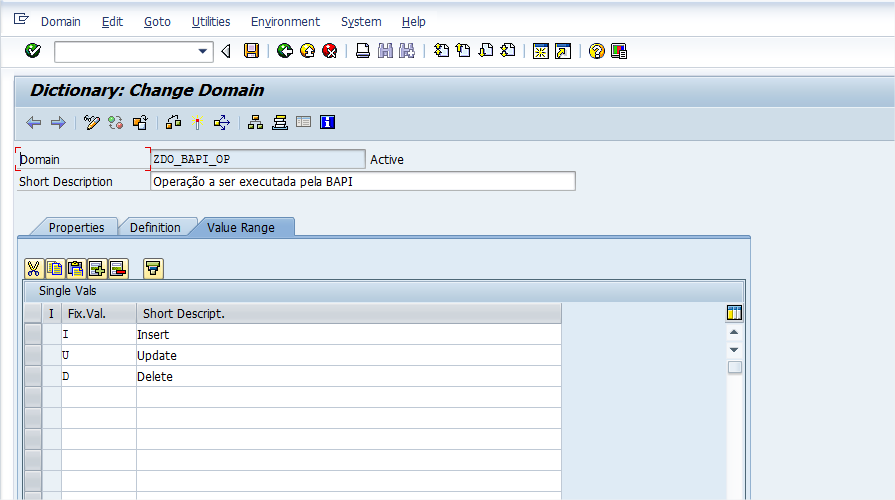 Domain Edit Goto Utilities Environment System Help
Dictionary: Change Domain
Domain ZDO_BAPI_OP Active
Short Description Operação a ser executada pela BAPI
Properties Definition Value Range
Single Vals
I Fix.Val. Short Descript.
I Insert
U Update
D Delete